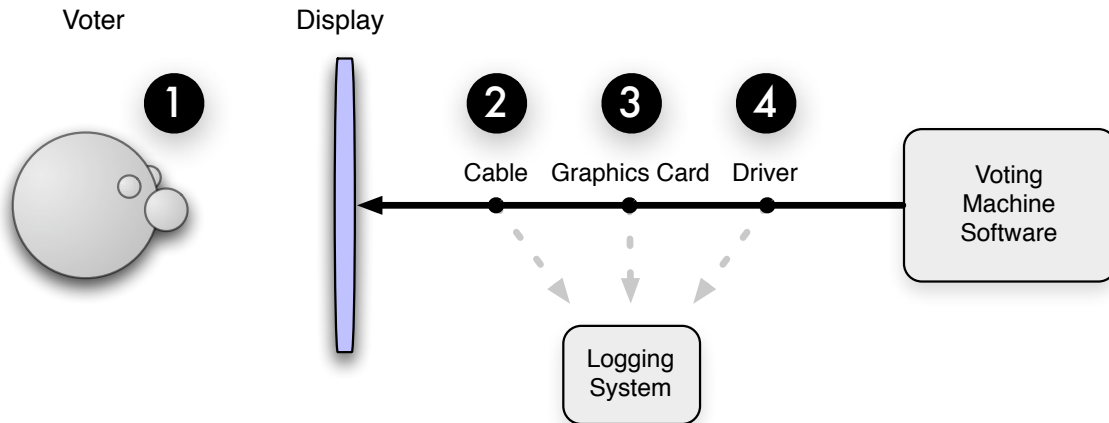 Voter
Display
1
2
3
4
Cable
Graphics Card
Driver
Voting
Machine
Software
Logging
System